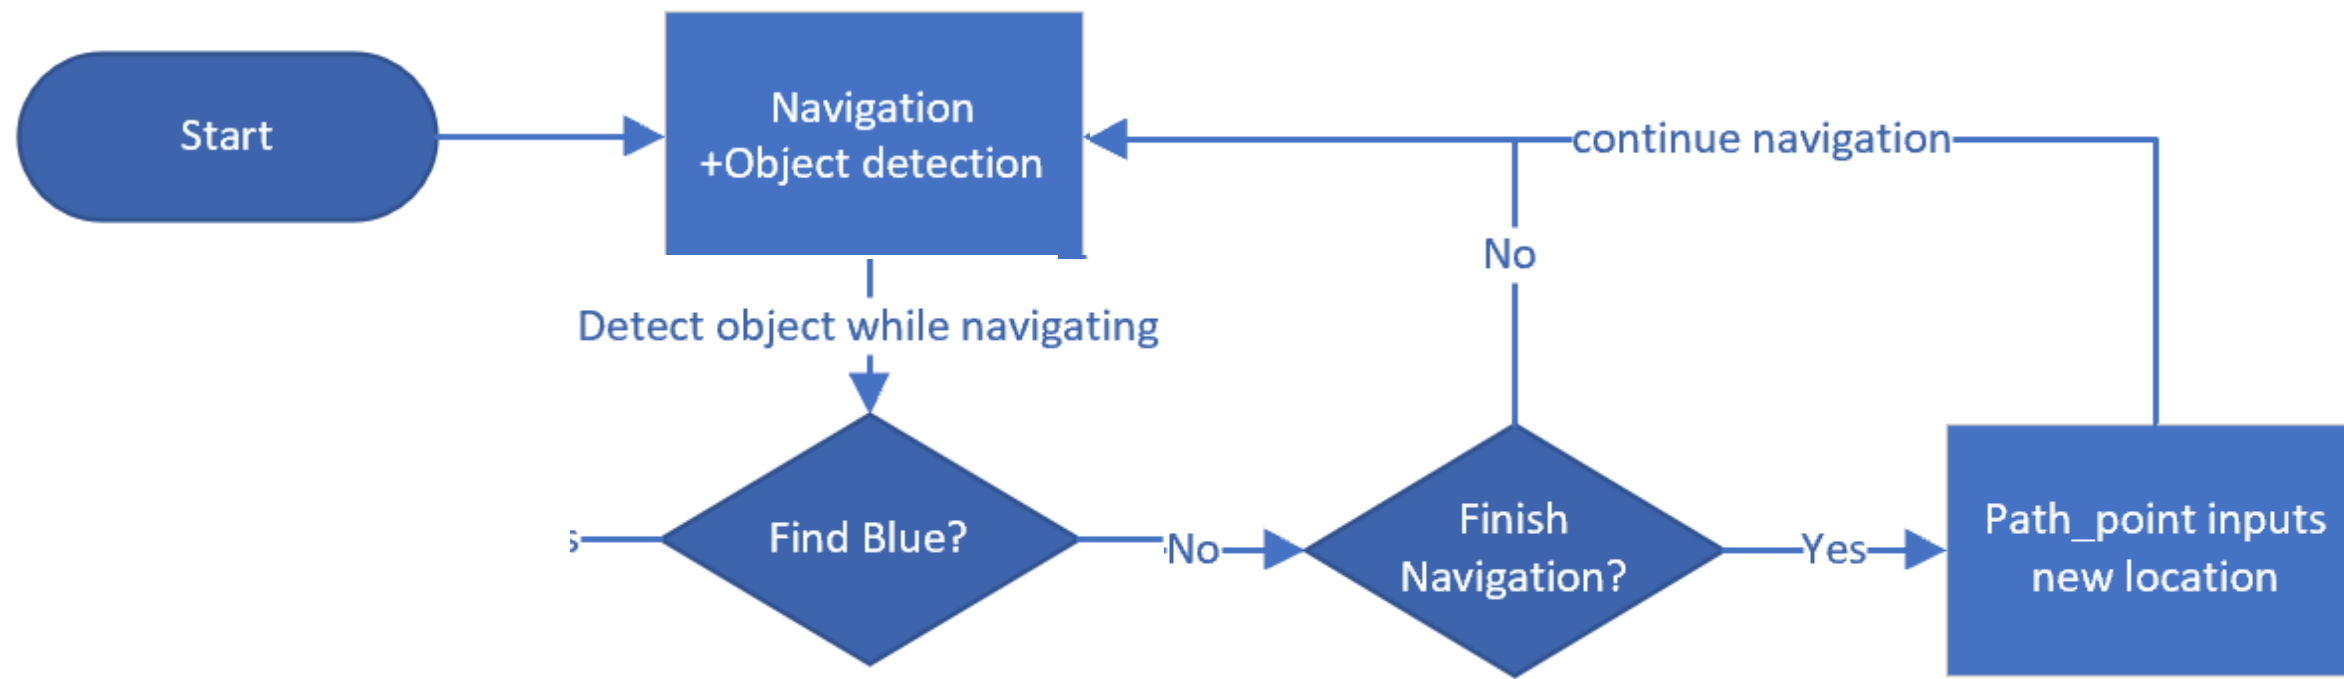 Start
Navigation
+Object detection
continue navigation
No
Detect object while navigating
Find Blue?
No
Finish
Navigation?
Yes
Path_point inputs
new location